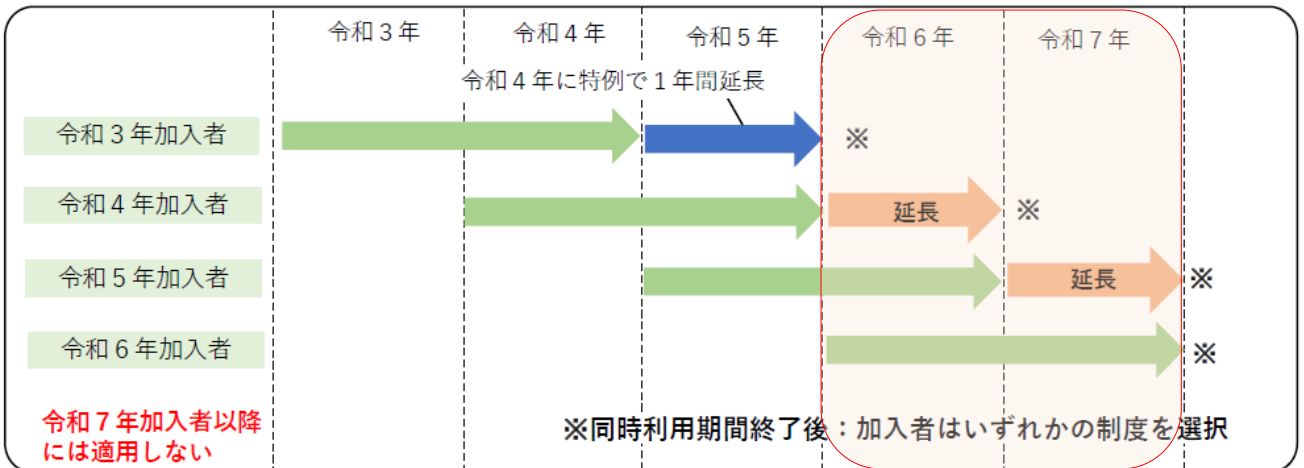 令和３年
令和４年
令和５年
令和６年
令和７年
令和４年に特例で１年間延長
令和３年加入者
※
令和４年加入者
延長
※
令和５年加入者
延長
※
令和６年加入者
※
令和７年加入者以降
には適用しない
※同時利用期間終了後：加入者はいずれかの制度を選択